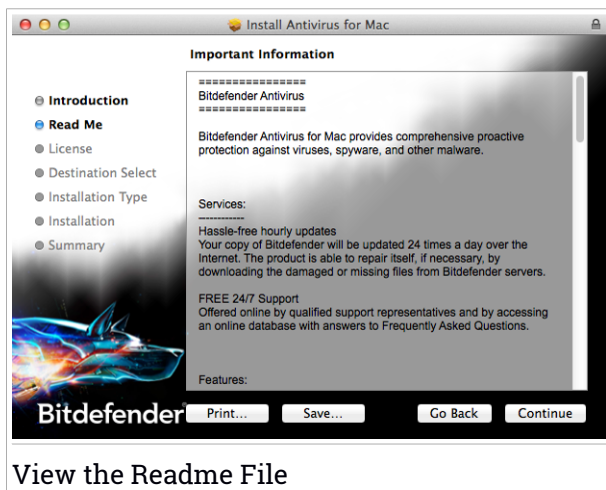 Install Antivirus for Mac
Important Information
Introduction
Read Me
License
Destination Select
Installation Type
Installation
Summary
================
Bitdefender Antivirus
================
Bitdefender Antivirus for Mac provides comprehensive proactive
protection against viruses, spyware, and other malware.
Services:
------------
Hassle-free hourly updates
Your copy of Bitdefender will be updated 24 times a day over the
Internet. The product is able to repair itself, if necessary, by
downloading the damaged or missing files from Bitdefender servers.
FREE 24/7 Support
Offered online by qualified support representatives and by accessing
an online database with answers to Frequently Asked Questions.
Features:
Bitdefender
Print... Save... Go Back Continue
View the Readme File